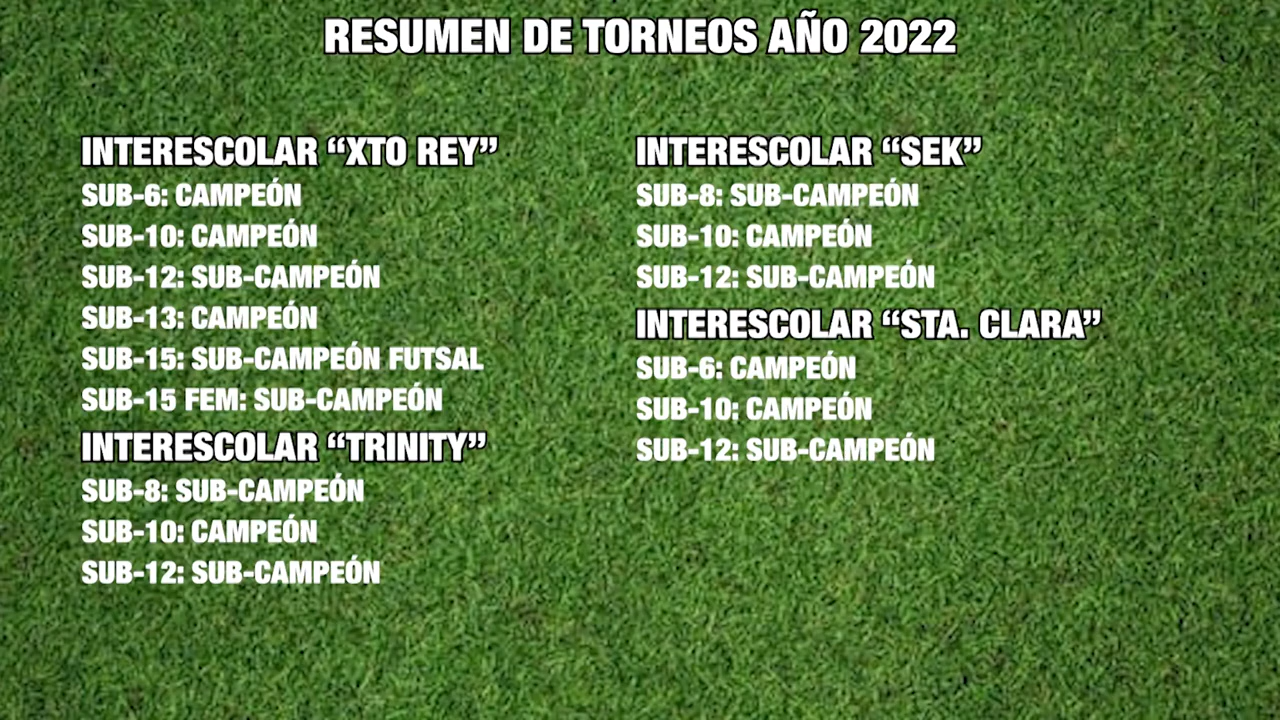 RESUMEN DE TORNEOS AÑO 2022
INTERESCOLAR “XTO REY”
SUB-6: CAMPEÓN
SUB-10: CAMPEÓN
SUB-12: SUB-CAMPEÓN
SUB-13: CAMPEÓN
SUB-15: SUB-CAMPEÓN FUTSAL
SUB-15 FEM: SUB-CAMPEÓN
INTERESCOLAR “TRINITY”
SUB-8: SUB-CAMPEÓN
SUB-10: CAMPEÓN
SUB-12: SUB-CAMPEÓN
INTERESCOLAR “SEK”
SUB-8: SUB-CAMPEÓN
SUB-10: CAMPEÓN
SUB-12: SUB-CAMPEÓN
INTERESCOLAR “STA. CLARA”
SUB-6: CAMPEÓN
SUB-10: CAMPEÓN
SUB-12: SUB-CAMPEÓN